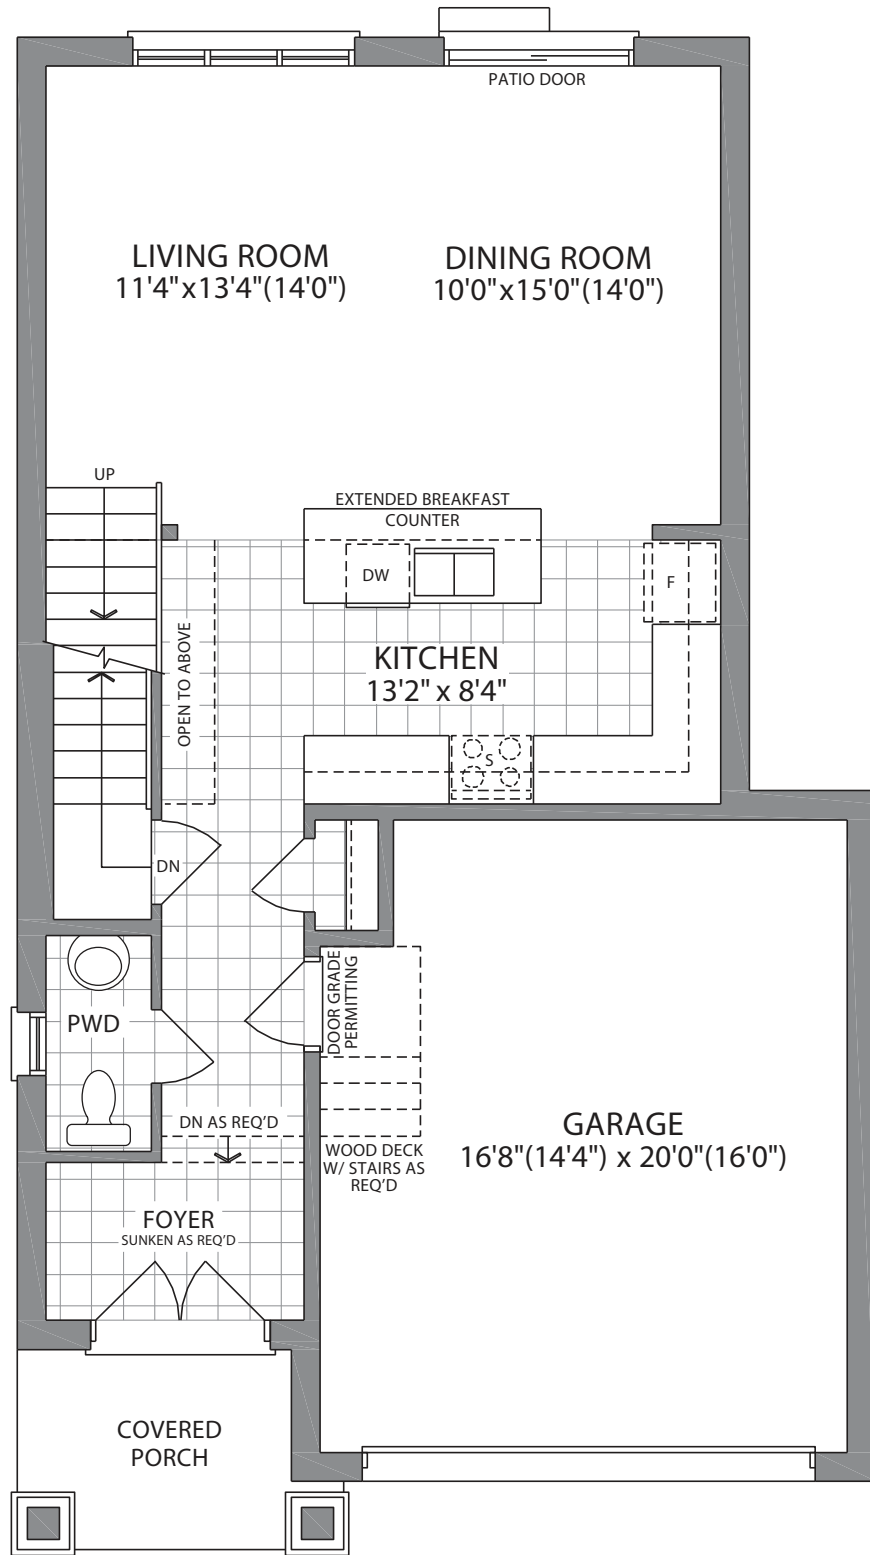 PATIO DOOR
LIVING ROOM
11'4"x13'4"(14'0")
DINING ROOM
10'0"x15'0"(14'0")
UP
EXTENDED BREAKFAST
COUNTER
DW
F
OPEN TO ABOVE
KITCHEN
13'2" x 8'4"
S
DN
DOOR GRADE
PERMITTING
PWD
DN AS REQ'D
WOOD DECK
W/ STAIRS AS
REQ'D
GARAGE
16'8"(14'4") x 20'0"(16'0")
FOYER
SUNKEN AS REQ'D
COVERED
PORCH